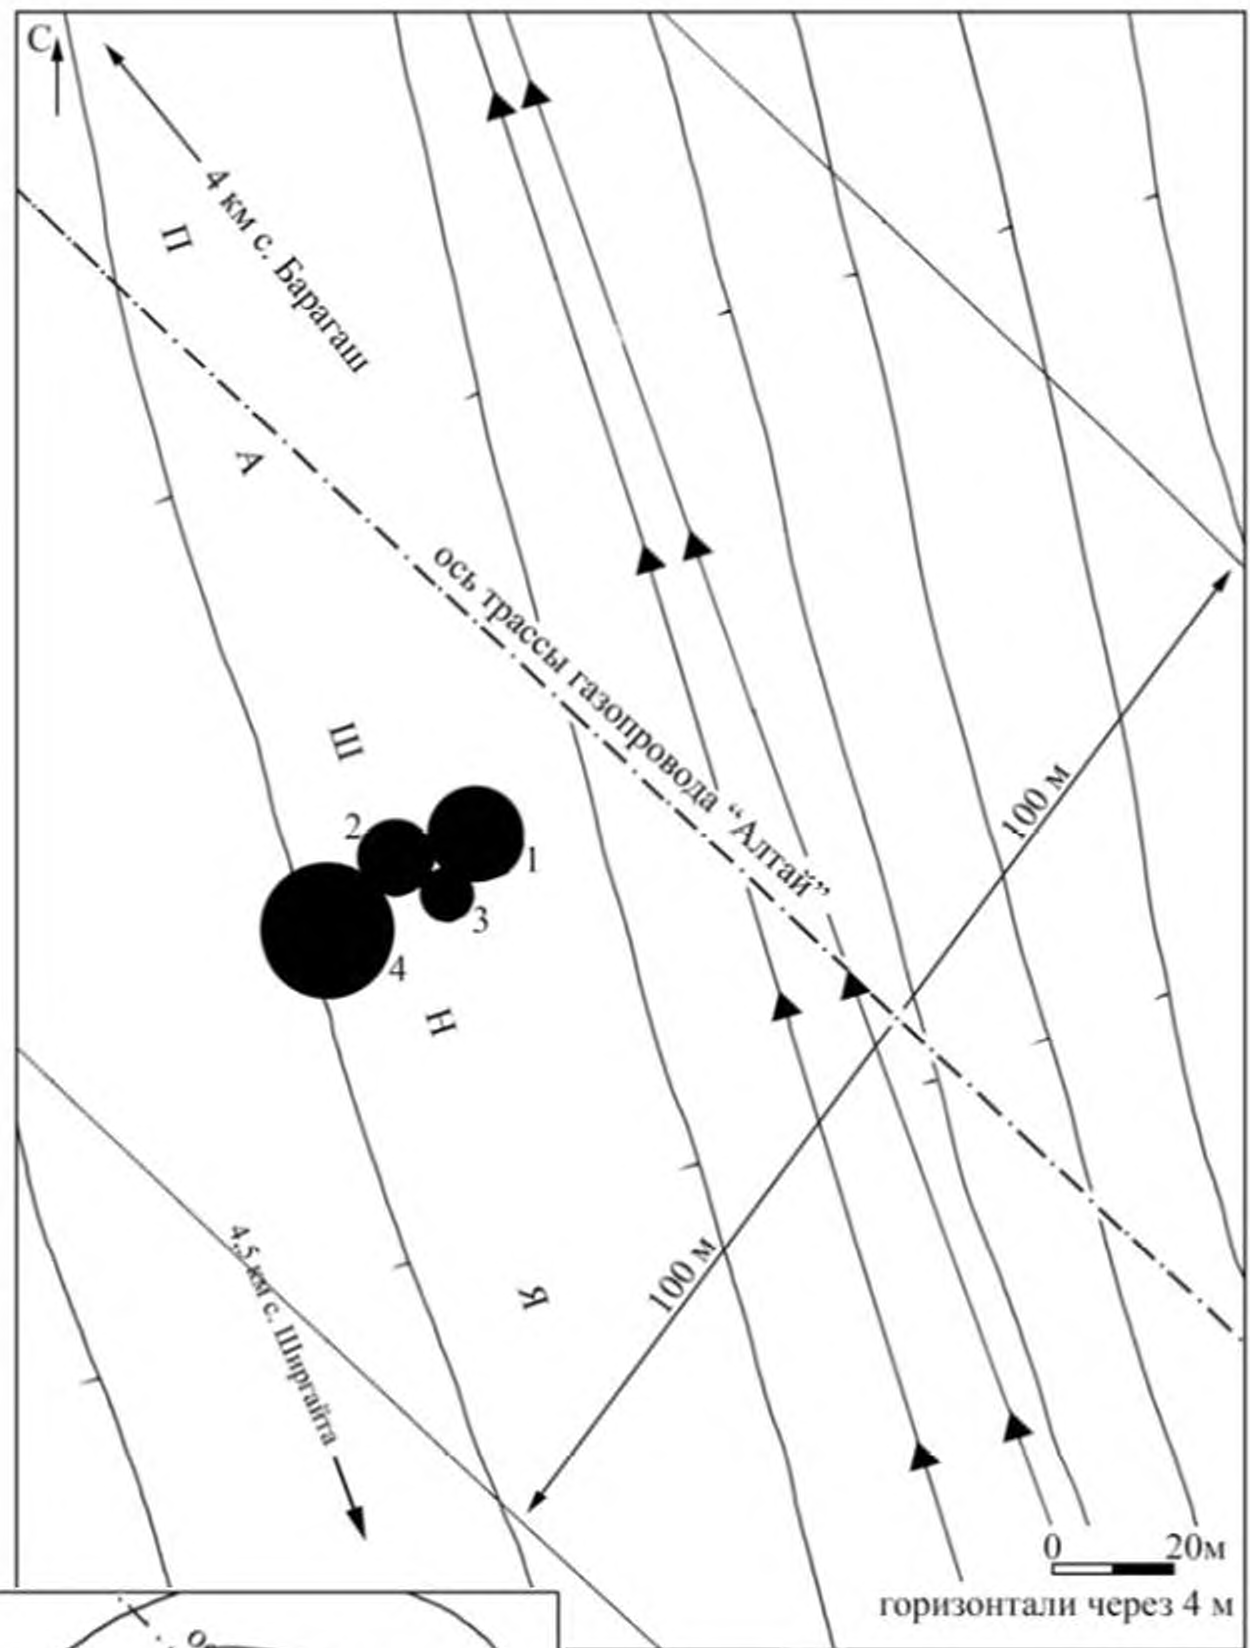 С
4 км с. Барагаш
П
А
Ш
Н
Я
ось трассы газопровода “Алтай”
100 м
2
1
3
4
100 м
4,5 км с. Ширгайта
0 20м
горизонтали через 4 м